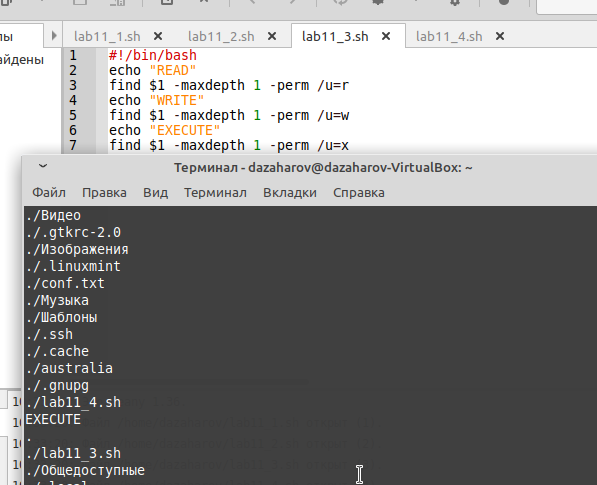 лы
айдены
lab11_1.sh
lab11_2.sh
lab11_3.sh
lab11_4.sh
1 #!/bin/bash
2 echo "READ"
3 find $1 -maxdepth 1 -perm /u=r
4 echo "WRITE"
5 find $1 -maxdepth 1 -perm /u=w
6 echo "EXECUTE"
7 find $1 -maxdepth 1 -perm /u=x
Терминал - dazaharov@dazaharov-VirtualBox: ~
Файл Правка Вид Терминал Вкладки Справка
./Видео
./.gtkrc-2.0
./Изображения
./.linuxmint
./conf.txt
./Музыка
./Шаблоны
./.ssh
./.cache
./australia
./.gnupg
./lab11_4.sh
EXECUTE
.
./lab11_3.sh
./Общедоступные